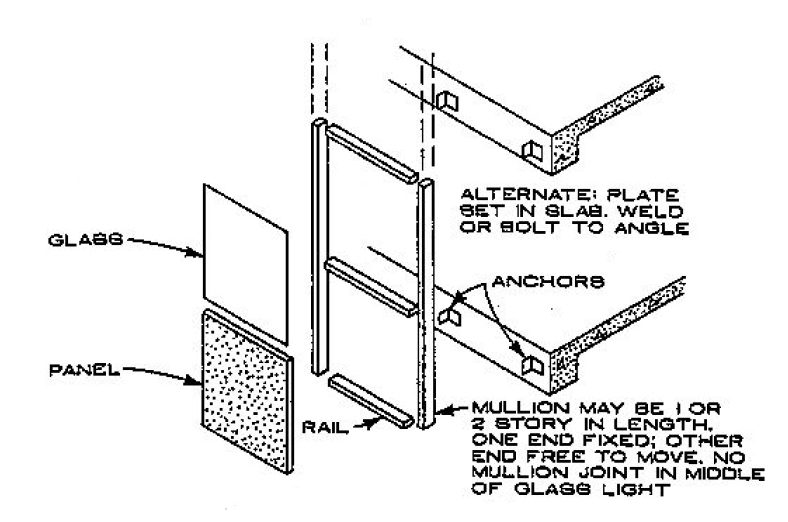 ALTERNATE: PLATE
SET IN SLAB. WELD
OR BOLT TO ANGLE
GLASS
ANCHORS
PANEL
RAIL
MULLION MAY BE 1 OR
2 STORY IN LENGTH.
ONE END FIXED; OTHER
END FREE TO MOVE. NO
MULLION JOINT IN MIDDLE
OF GLASS LIGHT